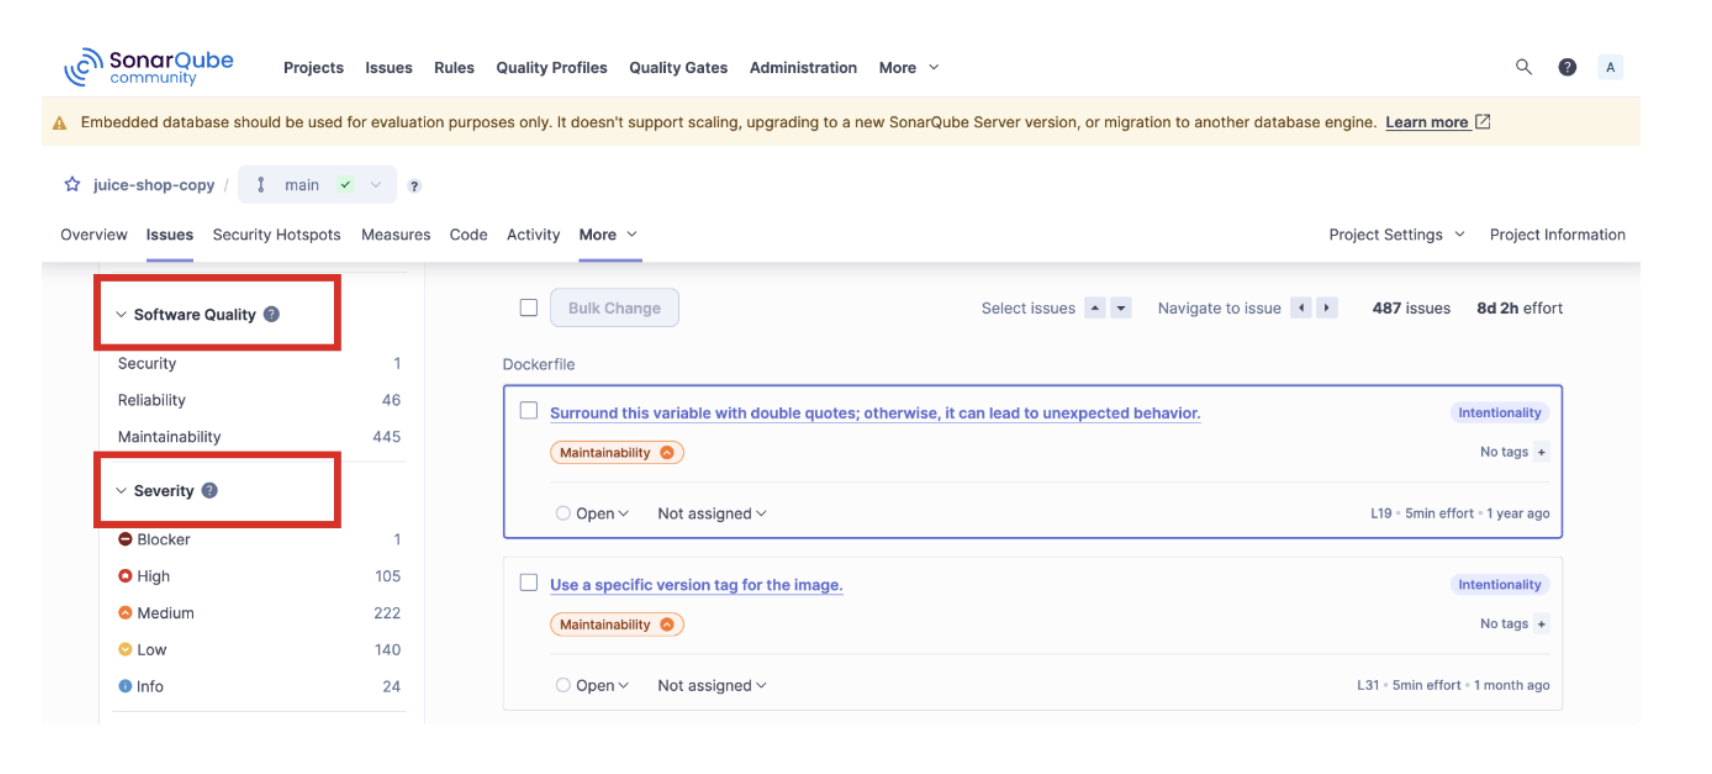 SonarQube
community
Projects Issues Rules Quality Profiles Quality Gates Administration More
? A
Embedded database should be used for evaluation purposes only. It doesn't support scaling, upgrading to a new SonarQube Server version, or migration to another database engine. Learn more
juice-shop-copy / main ?
Overview Issues Security Hotspots Measures Code Activity More Project Settings Project Information
Software Quality ?
Security 1
Reliability 46
Maintainability 445
Severity ?
Blocker 1
High 105
Medium 222
Low 140
Info 24
Bulk Change Select issues Navigate to issue 487 issues 8d 2h effort
Dockerfile
Surround this variable with double quotes; otherwise, it can lead to unexpected behavior. Intentionality
Maintainability No tags +
Open Not assigned L19 • 5min effort • 1 year ago
Use a specific version tag for the image. Intentionality
Maintainability No tags +
Open Not assigned L31 • 5min effort • 1 month ago